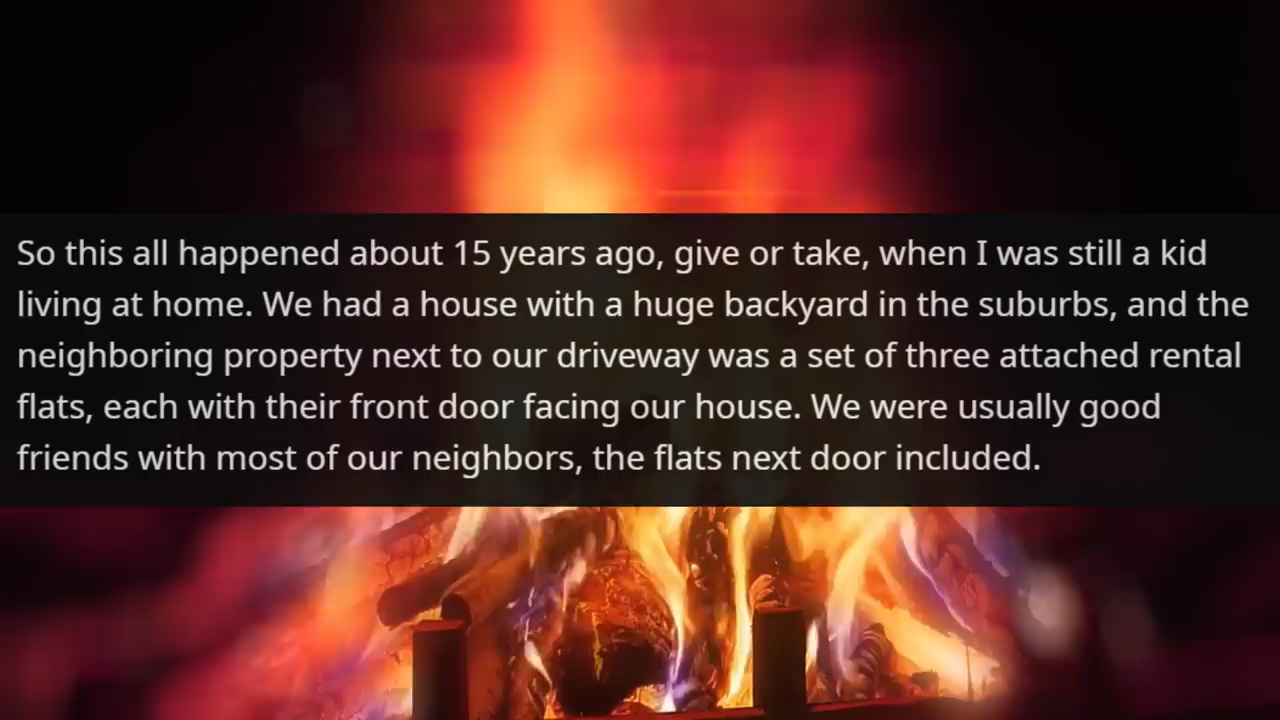 So this all happened about 15 years ago, give or take, when I was still a kid
living at home. We had a house with a huge backyard in the suburbs, and the
neighboring property next to our driveway was a set of three attached rental
flats, each with their front door facing our house. We were usually good
friends with most of our neighbors, the flats next door included.